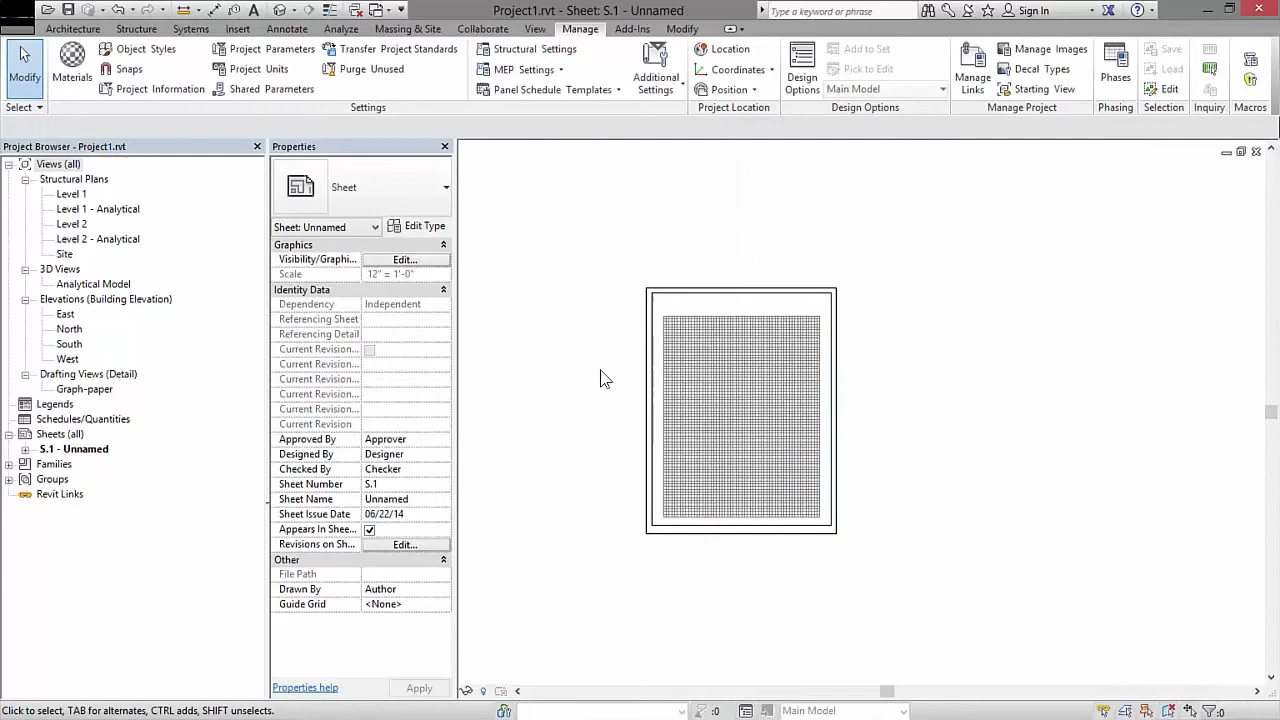 Project1.rvt - Sheet: S.1 - Unnamed
Type a keyword or phrase
Sign In
Architecture Structure Systems Insert Annotate Analyze Massing & Site Collaborate View Manage Add-Ins Modify
Modify
Materials
Object Styles
Snaps
Project Information
Project Parameters
Project Units
Shared Parameters
Transfer Project Standards
Purge Unused
Structural Settings
MEP Settings
Panel Schedule Templates
Additional Settings
Location
Coordinates
Position
Design Options
Add to Set
Pick to Edit
Main Model
Manage Links
Manage Images
Decal Types
Starting View
Phases
Save
Load
Edit
Select
Settings
Project Location
Design Options
Manage Project
Phasing
Selection
Inquiry
Macros
Project Browser - Project1.rvt
Views (all)
Structural Plans
Level 1
Level 1 - Analytical
Level 2
Level 2 - Analytical
Site
3D Views
Analytical Model
Elevations (Building Elevation)
East
North
South
West
Drafting Views (Detail)
Graph-paper
Legends
Schedules/Quantities
Sheets (all)
S.1 - Unnamed
Families
Groups
Revit Links
Properties
Sheet
Sheet: Unnamed
Edit Type
Graphics
Visibility/Graphi... Edit...
Scale 12" = 1'-0"
Identity Data
Dependency Independent
Referencing Sheet
Referencing Detail
Current Revision...
Current Revision...
Current Revision...
Current Revision...
Current Revision...
Current Revision
Approved By Approver
Designed By Designer
Checked By Checker
Sheet Number S.1
Sheet Name Unnamed
Sheet Issue Date 06/22/14
Appears In Shee...
Revisions on Sh... Edit...
Other
File Path
Drawn By Author
Guide Grid <None>
Properties help
Apply
Click to select, TAB for alternates, CTRL adds, SHIFT unselects.
:0
Main Model
:0